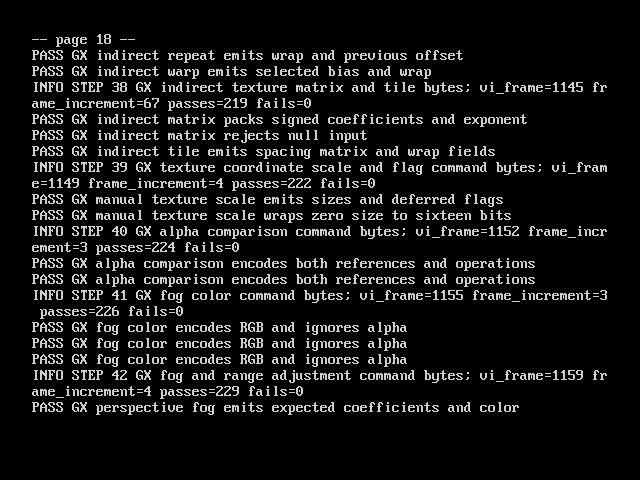 -- page 18 --
PASS GX indirect repeat emits wrap and previous offset
PASS GX indirect warp emits selected bias and wrap
INFO STEP 38 GX indirect texture matrix and tile bytes; vi_frame=1145 fr
ame_increment=67 passes=219 fails=0
PASS GX indirect matrix packs signed coefficients and exponent
PASS GX indirect matrix rejects null input
PASS GX indirect tile emits spacing matrix and wrap fields
INFO STEP 39 GX texture coordinate scale and flag command bytes; vi_fram
e=1149 frame_increment=4 passes=222 fails=0
PASS GX manual texture scale emits sizes and deferred flags
PASS GX manual texture scale wraps zero size to sixteen bits
INFO STEP 40 GX alpha comparison command bytes; vi_frame=1152 frame_incr
ement=3 passes=224 fails=0
PASS GX alpha comparison encodes both references and operations
PASS GX alpha comparison encodes both references and operations
INFO STEP 41 GX fog color command bytes; vi_frame=1155 frame_increment=3
 passes=226 fails=0
PASS GX fog color encodes RGB and ignores alpha
PASS GX fog color encodes RGB and ignores alpha
PASS GX fog color encodes RGB and ignores alpha
INFO STEP 42 GX fog and range adjustment command bytes; vi_frame=1159 fr
ame_increment=4 passes=229 fails=0
PASS GX perspective fog emits expected coefficients and color